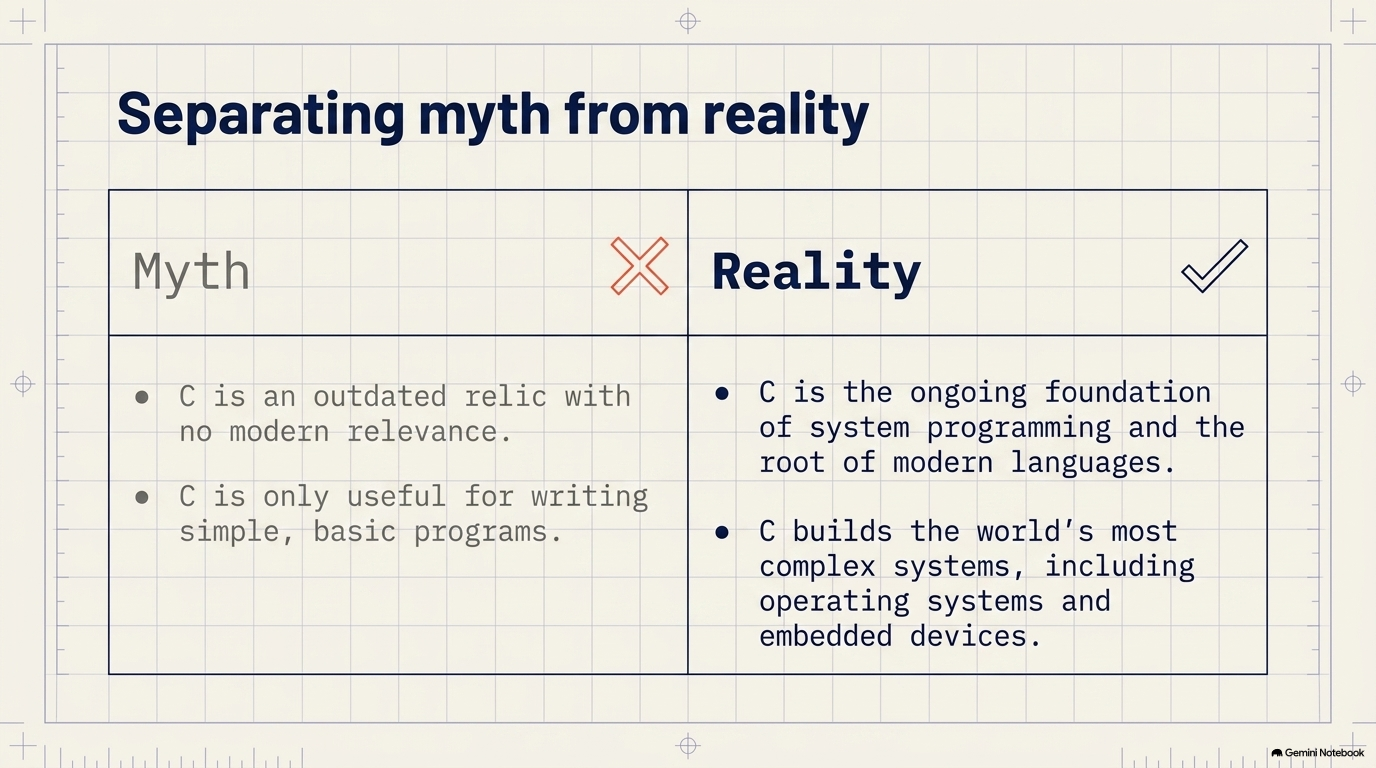 Separating myth from reality
Myth
Reality
● C is an outdated relic with
no modern relevance.
● C is only useful for writing
simple, basic programs.
● C is the ongoing foundation
of system programming and the
root of modern languages.
● C builds the world’s most
complex systems, including
operating systems and
embedded devices.
Gemini Notebook